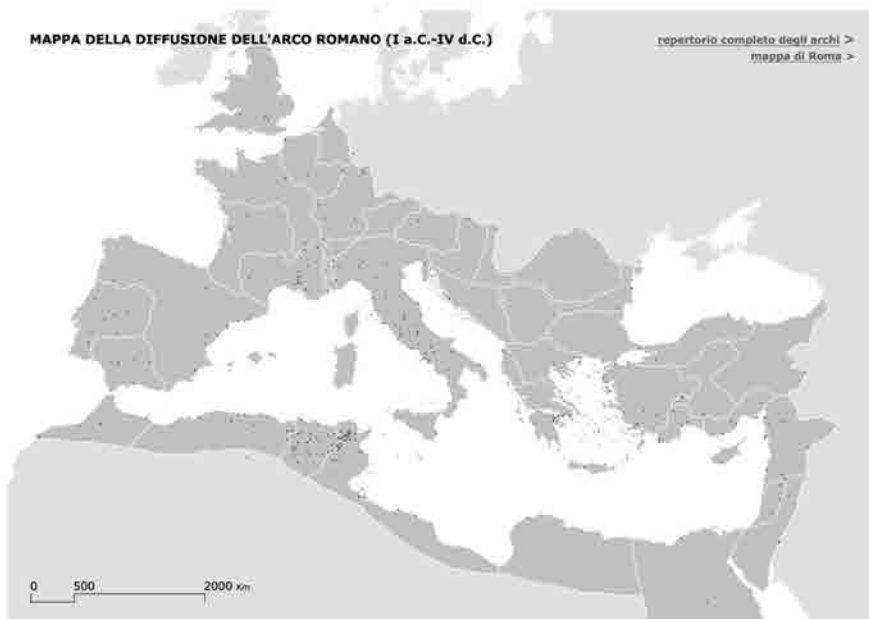 MAPPA DELLA DIFFUSIONE DELL'ARCO ROMANO (I a.C.-IV d.C.)
repertorio completo degli archi >
mappa di Roma >
0 500 2000 Km